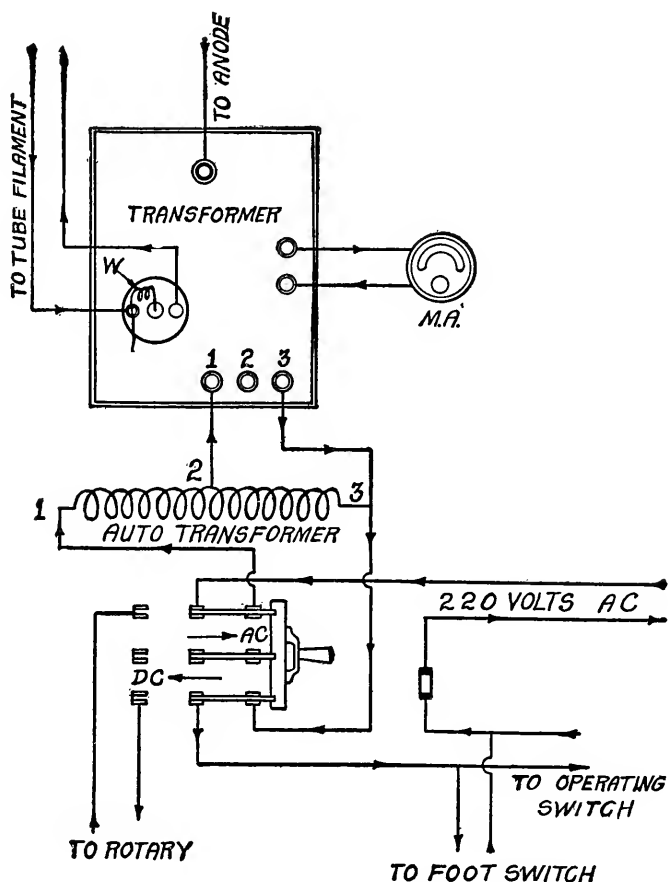 TO ANODE
TO TUBE FILAMENT
TRANSFORMER
W
M.A.
1 2 3
2
1
3
AUTO TRANSFORMER
220 VOLTS AC
AC
DC
TO OPERATING
SWITCH
TO ROTARY
TO FOOT SWITCH